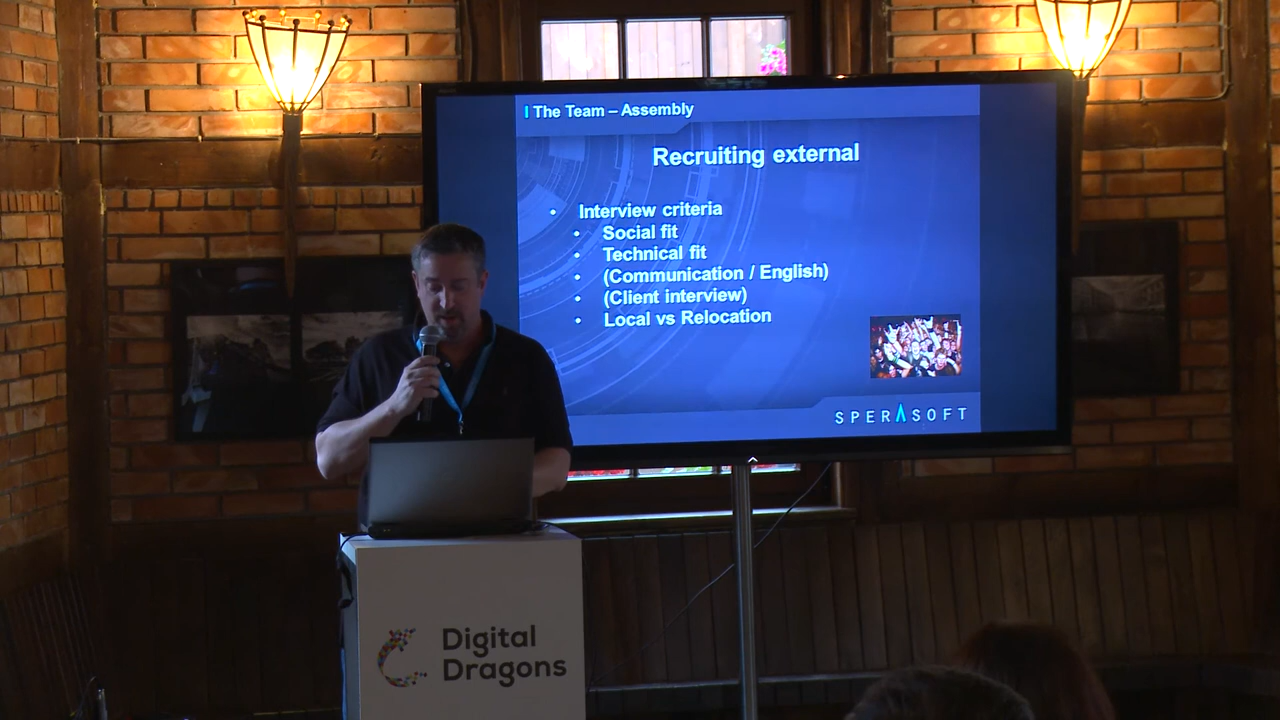 The Team – Assembly
Recruiting external
• Interview criteria
• Social fit
• Technical fit
• (Communication / English)
• (Client interview)
• Local vs Relocation
SPERASOFT
Digital
Dragons